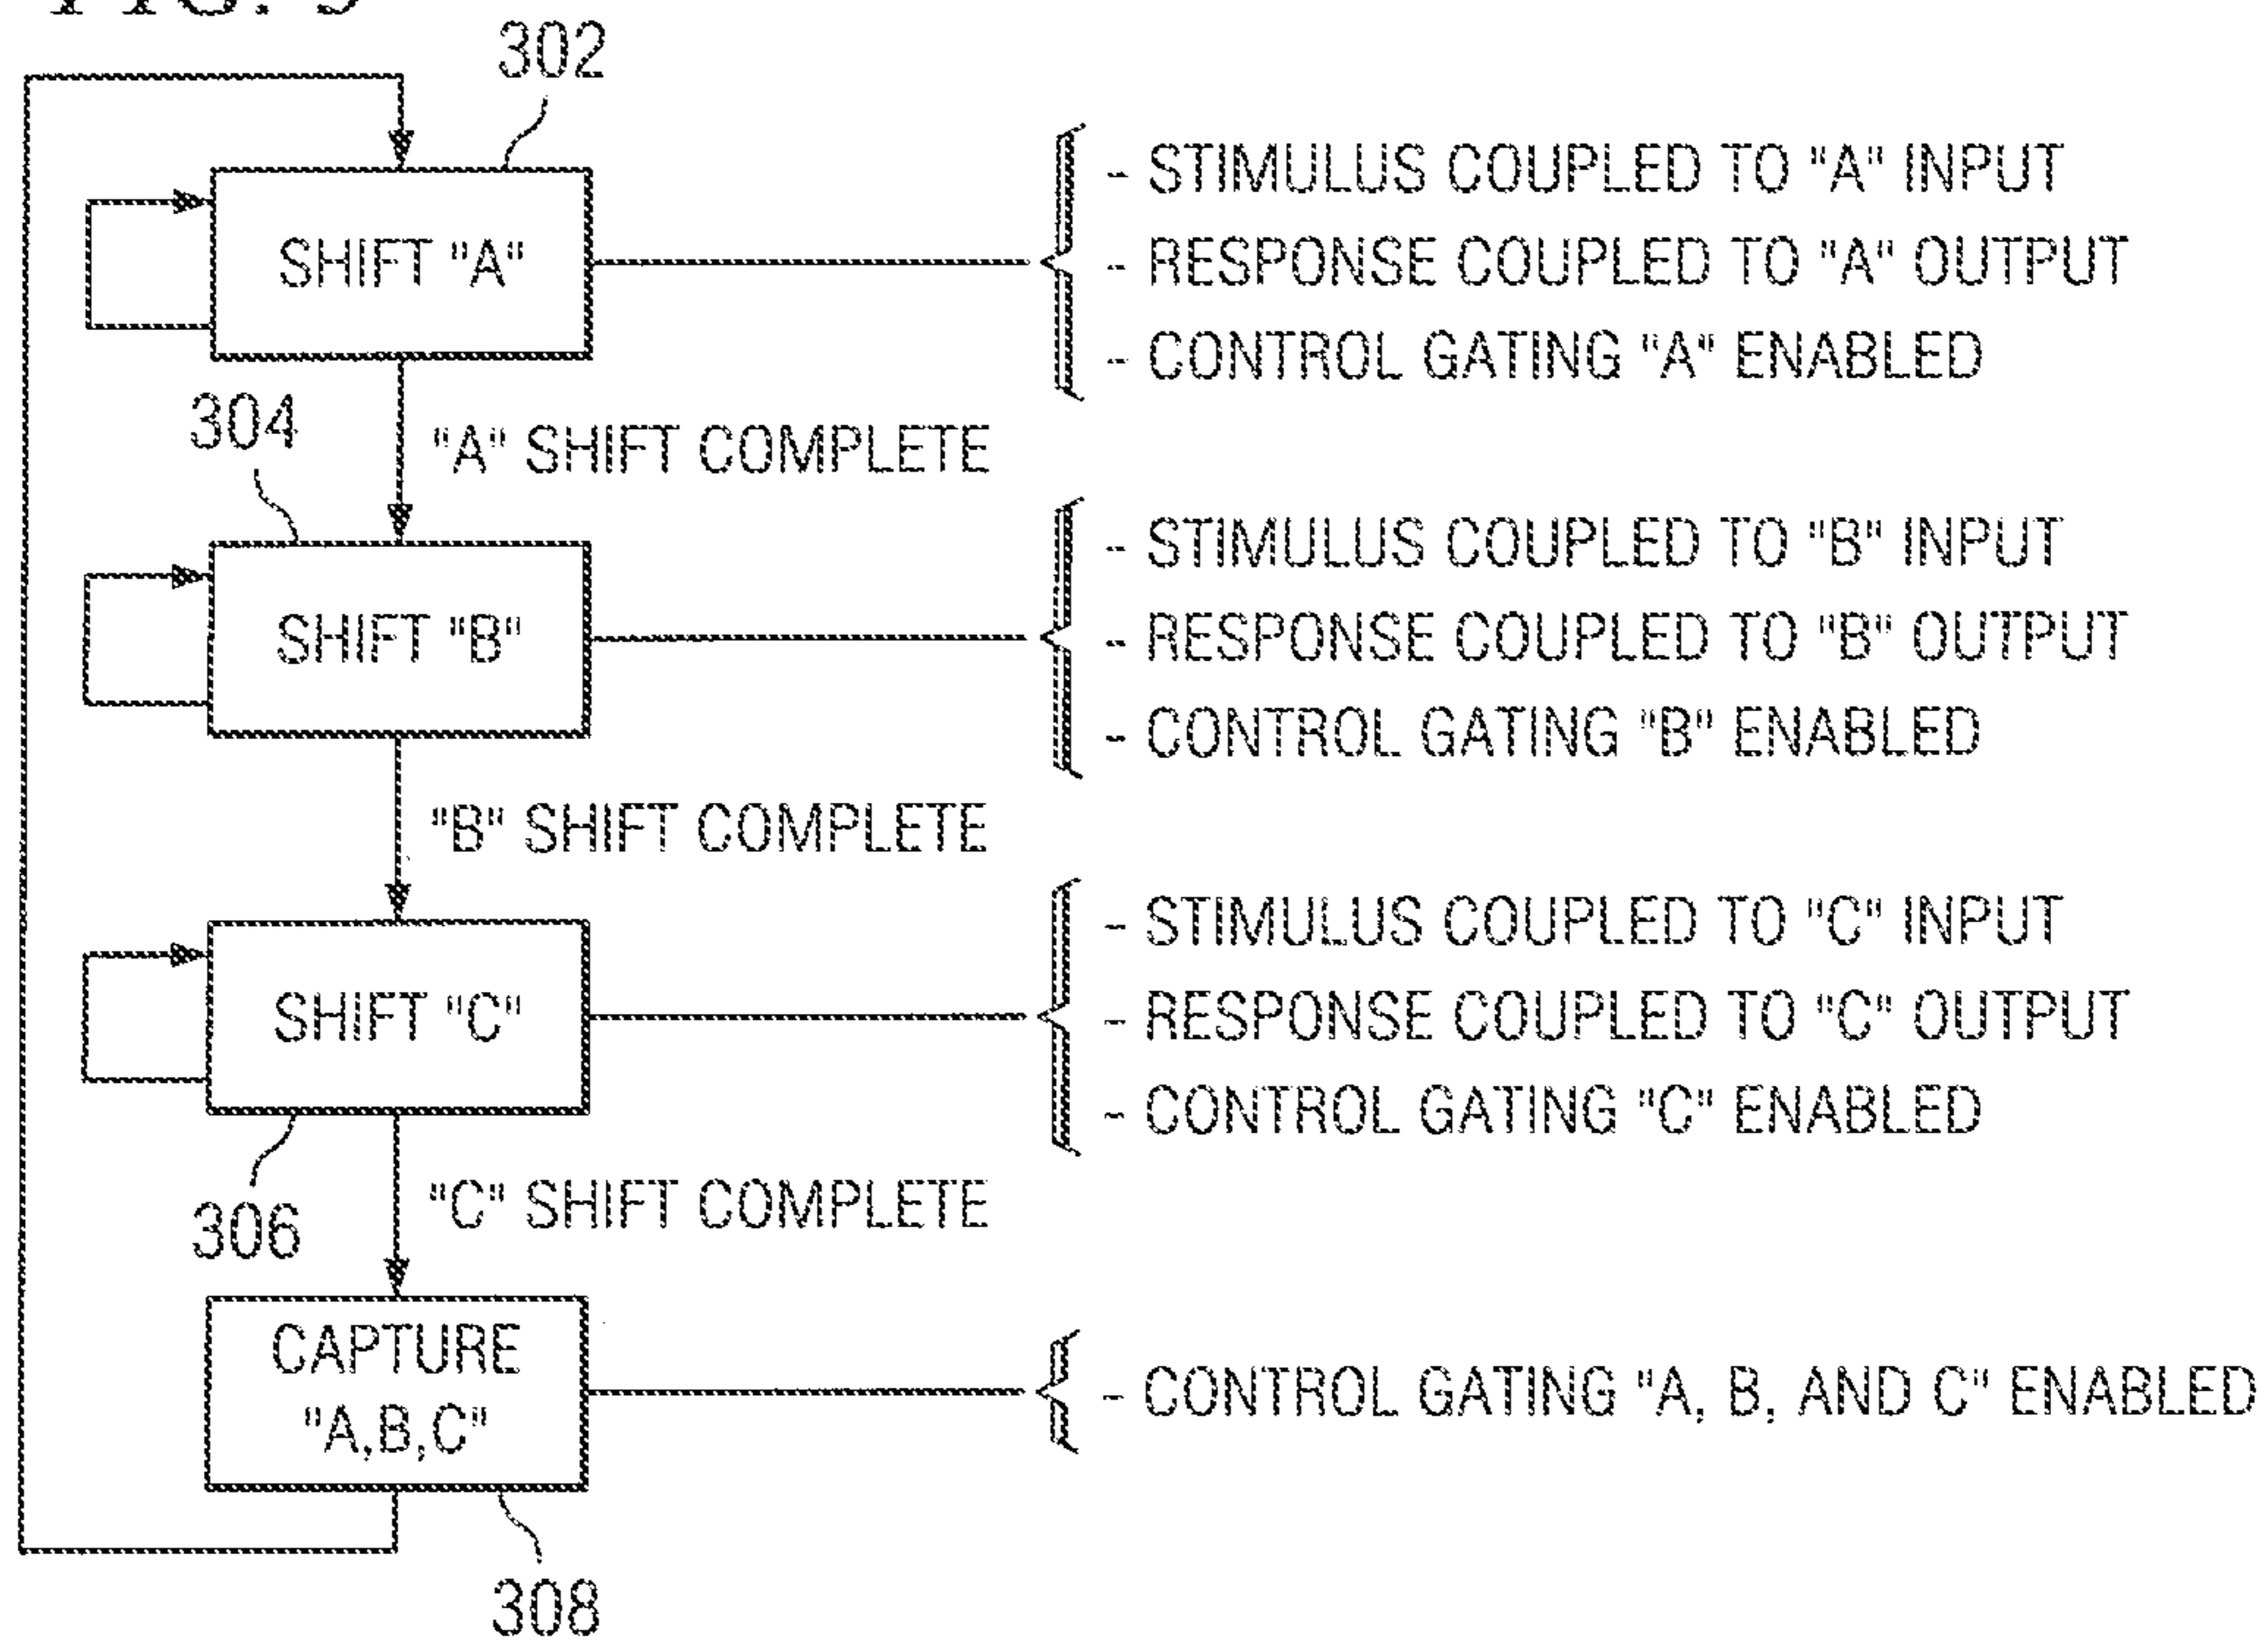 302
SHIFT "A"
- STIMULUS COUPLED TO "A" INPUT
- RESPONSE COUPLED TO "A" OUTPUT
- CONTROL GATING "A" ENABLED
304
"A" SHIFT COMPLETE
SHIFT "B"
- STIMULUS COUPLED TO "B" INPUT
- RESPONSE COUPLED TO "B" OUTPUT
- CONTROL GATING "B" ENABLED
"B" SHIFT COMPLETE
SHIFT "C"
- STIMULUS COUPLED TO "C" INPUT
- RESPONSE COUPLED TO "C" OUTPUT
- CONTROL GATING "C" ENABLED
306
"C" SHIFT COMPLETE
CAPTURE
"A,B,C"
- CONTROL GATING "A, B, AND C" ENABLED
308